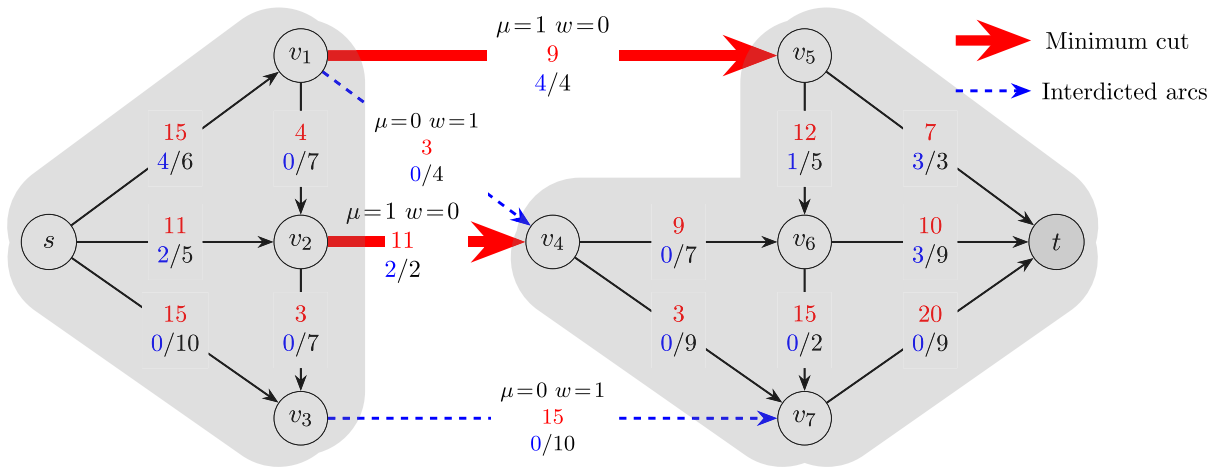 μ=1 w=0
9
4/4
v1
v5
Minimum cut
Interdicted arcs
15
4/6
4
0/7
μ=0 w=1
3
0/4
12
1/5
7
3/3
s
11
2/5
v2
μ=1 w=0
11
2/2
v4
9
0/7
v6
10
3/9
t
15
0/10
3
0/7
3
0/9
15
0/2
20
0/9
v3
μ=0 w=1
15
0/10
v7